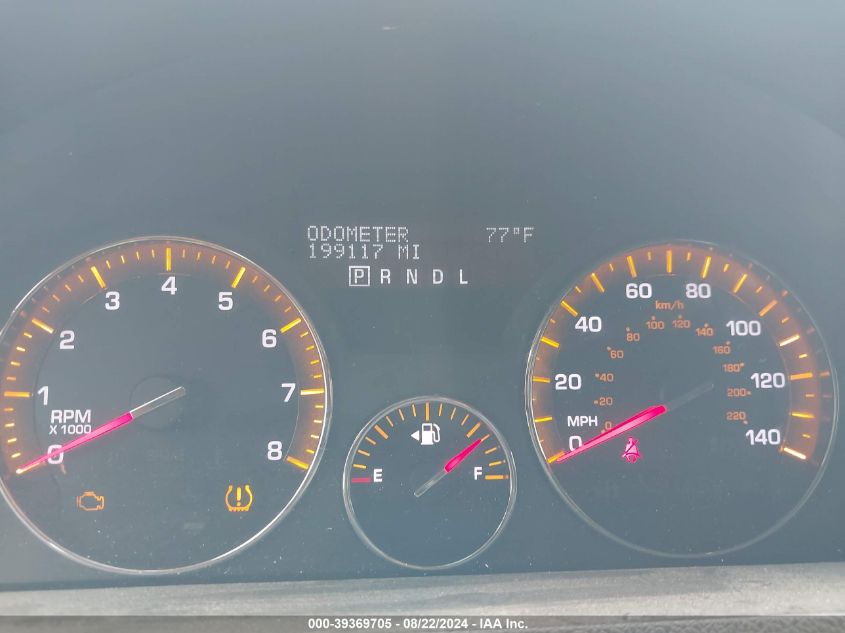 ODOMETER 77°F
199117 MI
P R N D L
0 1 2 3 4 5 6 7 8
RPM
X 1000
E F
0 20 40 60 80 100 120 140
MPH
km/h
0 20 40 60 80 100 120 140 160 180 200 220
000-39369705 - 08/22/2024 - IAA Inc.